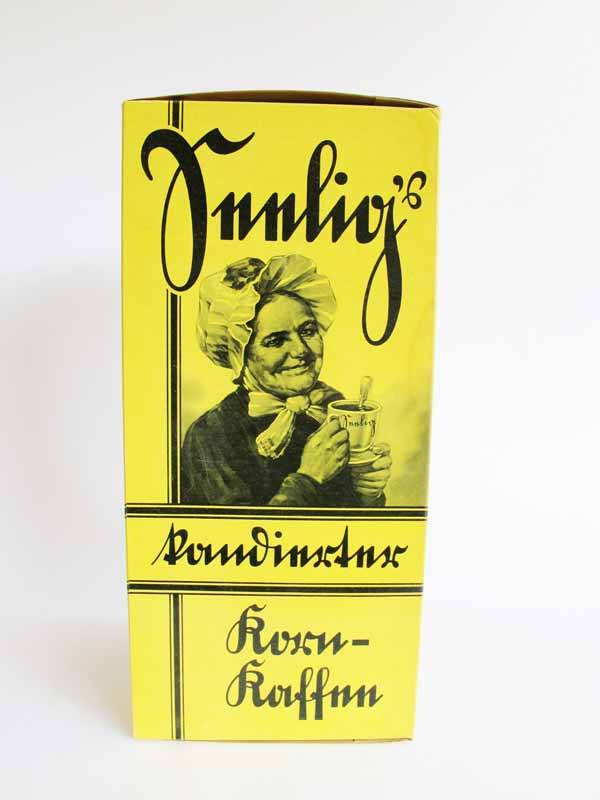 Seelig's
Seelig
kandierter
Korn-
Kaffee